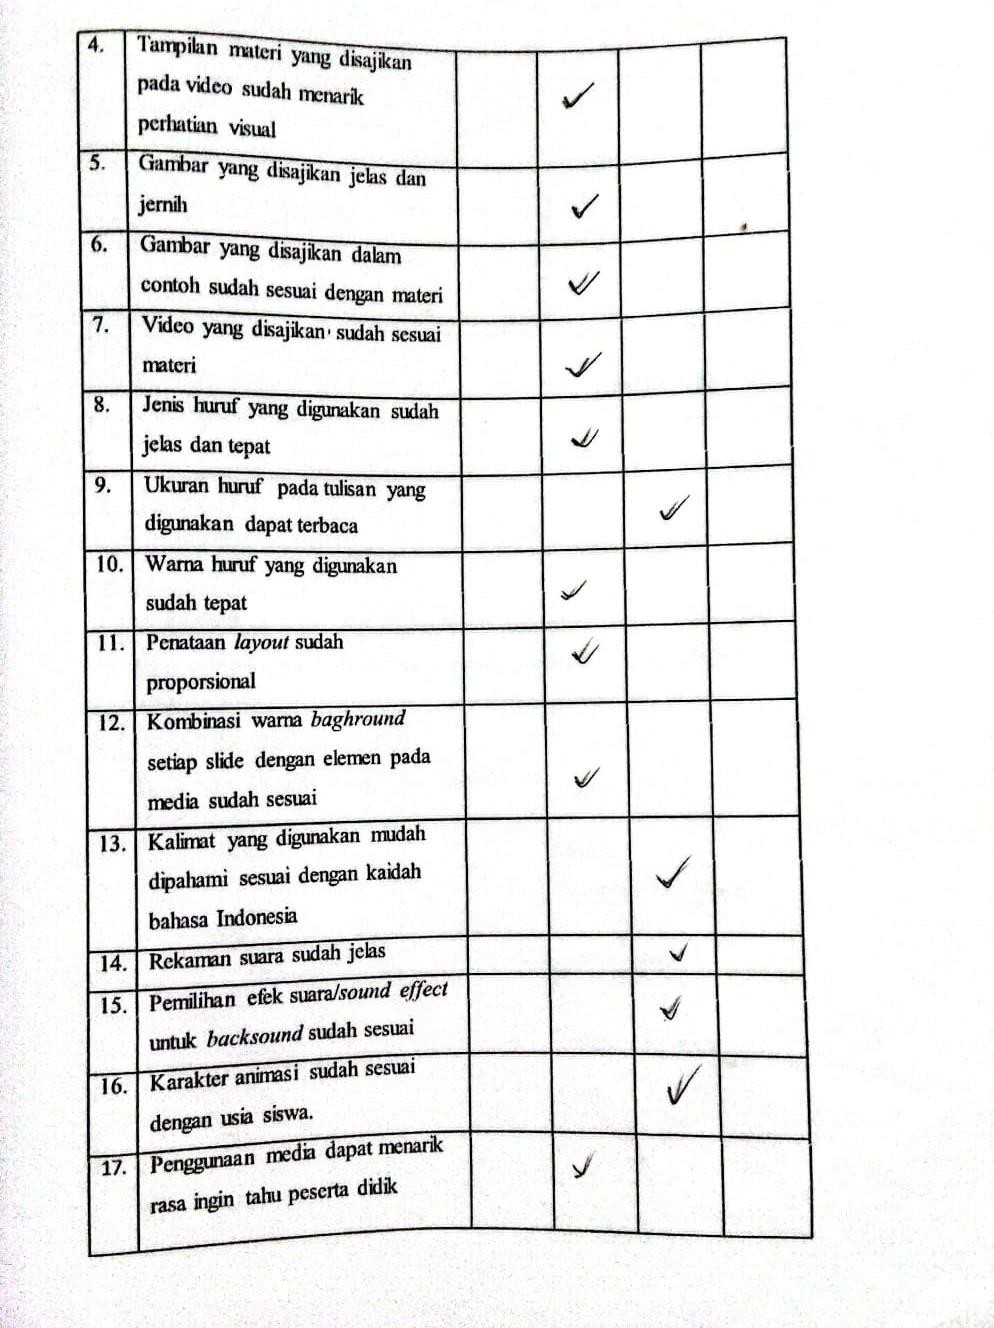 4. Tampilan materi yang disajikan
pada video sudah menarik
perhatian visual
✓
5. Gambar yang disajikan jelas dan
jernih
✓
6. Gambar yang disajikan dalam
contoh sudah sesuai dengan materi
✓
7. Video yang disajikan sudah sesuai
materi
✓
8. Jenis huruf yang digunakan sudah
jelas dan tepat
✓
9. Ukuran huruf pada tulisan yang
digunakan dapat terbaca
✓
10. Warna huruf yang digunakan
sudah tepat
✓
11. Penataan layout sudah
proporsional
✓
12. Kombinasi warna baghround
setiap slide dengan elemen pada
media sudah sesuai
✓
13. Kalimat yang digunakan mudah
dipahami sesuai dengan kaidah
bahasa Indonesia
✓
14. Rekaman suara sudah jelas
✓
15. Pemilihan efek suara/sound effect
untuk backsound sudah sesuai
✓
16. Karakter animasi sudah sesuai
dengan usia siswa.
✓
17. Penggunaan media dapat menarik
rasa ingin tahu peserta didik
✓